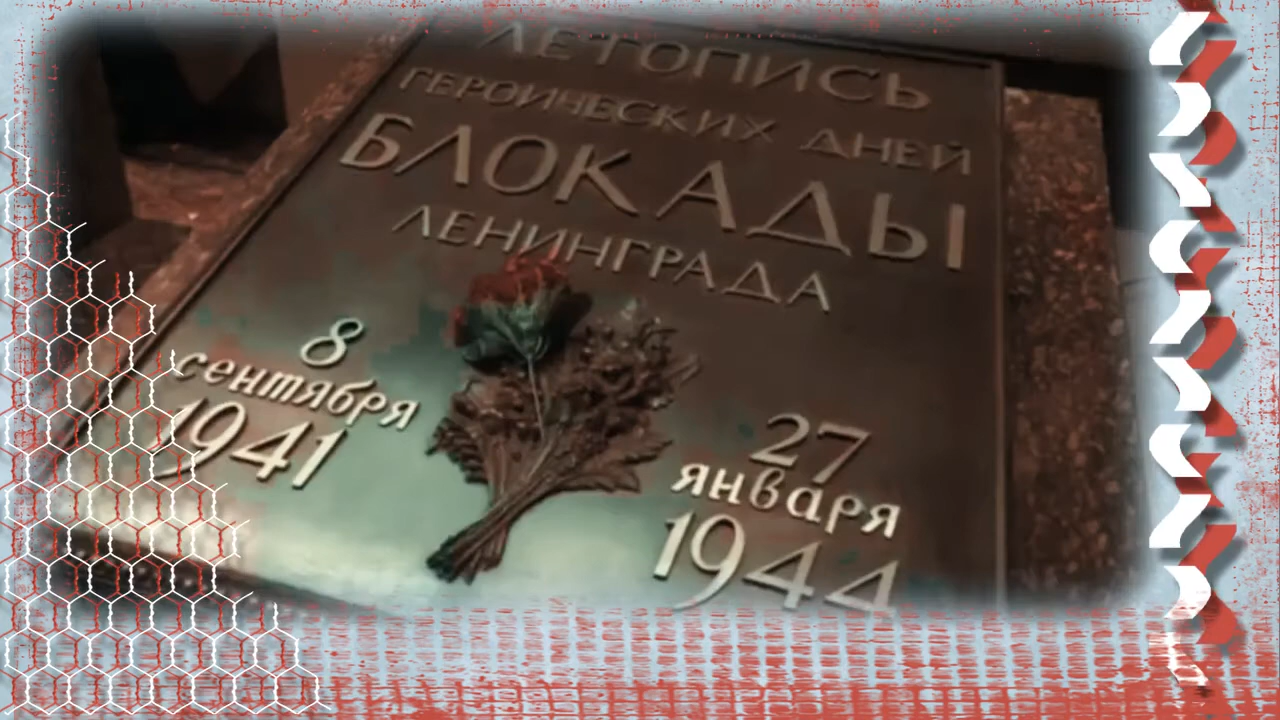 ЛЕТОПИСЬ
ГЕРОИЧЕСКИХ ДНЕЙ
БЛОКАДЫ
ЛЕНИНГРАДА
8
сентября
1941
27
января
1944